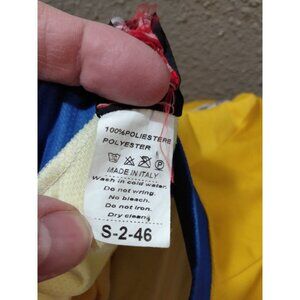 100%POLIESTERE
POLYESTER
MADE IN ITALY
Wash in cold water.
Do not wring.
No bleach.
Do not iron.
Dry clean.
S-2-46